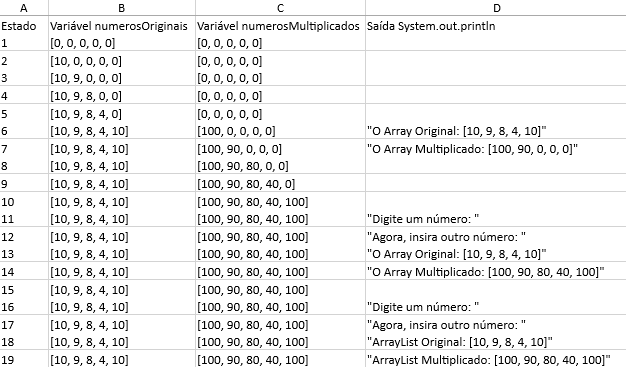 A B C D
Estado Variável numerosOriginais Variável numerosMultiplicados Saída System.out.println
1 [0, 0, 0, 0, 0] [0, 0, 0, 0, 0]
2 [10, 0, 0, 0, 0] [0, 0, 0, 0, 0]
3 [10, 9, 0, 0, 0] [0, 0, 0, 0, 0]
4 [10, 9, 8, 0, 0] [0, 0, 0, 0, 0]
5 [10, 9, 8, 4, 0] [0, 0, 0, 0, 0]
6 [10, 9, 8, 4, 10] [100, 0, 0, 0, 0] "O Array Original: [10, 9, 8, 4, 10]"
7 [10, 9, 8, 4, 10] [100, 90, 0, 0, 0] "O Array Multiplicado: [100, 90, 0, 0, 0]"
8 [10, 9, 8, 4, 10] [100, 90, 80, 0, 0]
9 [10, 9, 8, 4, 10] [100, 90, 80, 40, 0]
10 [10, 9, 8, 4, 10] [100, 90, 80, 40, 100]
11 [10, 9, 8, 4, 10] [100, 90, 80, 40, 100] "Digite um número: "
12 [10, 9, 8, 4, 10] [100, 90, 80, 40, 100] "Agora, insira outro número: "
13 [10, 9, 8, 4, 10] [100, 90, 80, 40, 100] "O Array Original: [10, 9, 8, 4, 10]"
14 [10, 9, 8, 4, 10] [100, 90, 80, 40, 100] "O Array Multiplicado: [100, 90, 80, 40, 100]"
15 [10, 9, 8, 4, 10] [100, 90, 80, 40, 100]
16 [10, 9, 8, 4, 10] [100, 90, 80, 40, 100] "Digite um número: "
17 [10, 9, 8, 4, 10] [100, 90, 80, 40, 100] "Agora, insira outro número: "
18 [10, 9, 8, 4, 10] [100, 90, 80, 40, 100] "ArrayList Original: [10, 9, 8, 4, 10]"
19 [10, 9, 8, 4, 10] [100, 90, 80, 40, 100] "ArrayList Multiplicado: [100, 90, 80, 40, 100]"